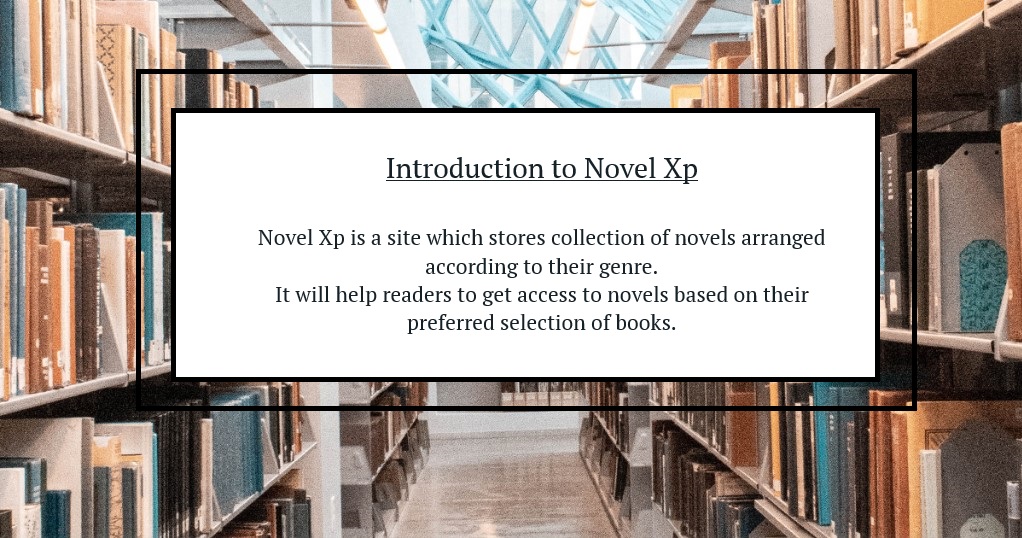 Introduction to Novel Xp
Novel Xp is a site which stores collection of novels arranged
according to their genre.
It will help readers to get access to novels based on their
preferred selection of books.